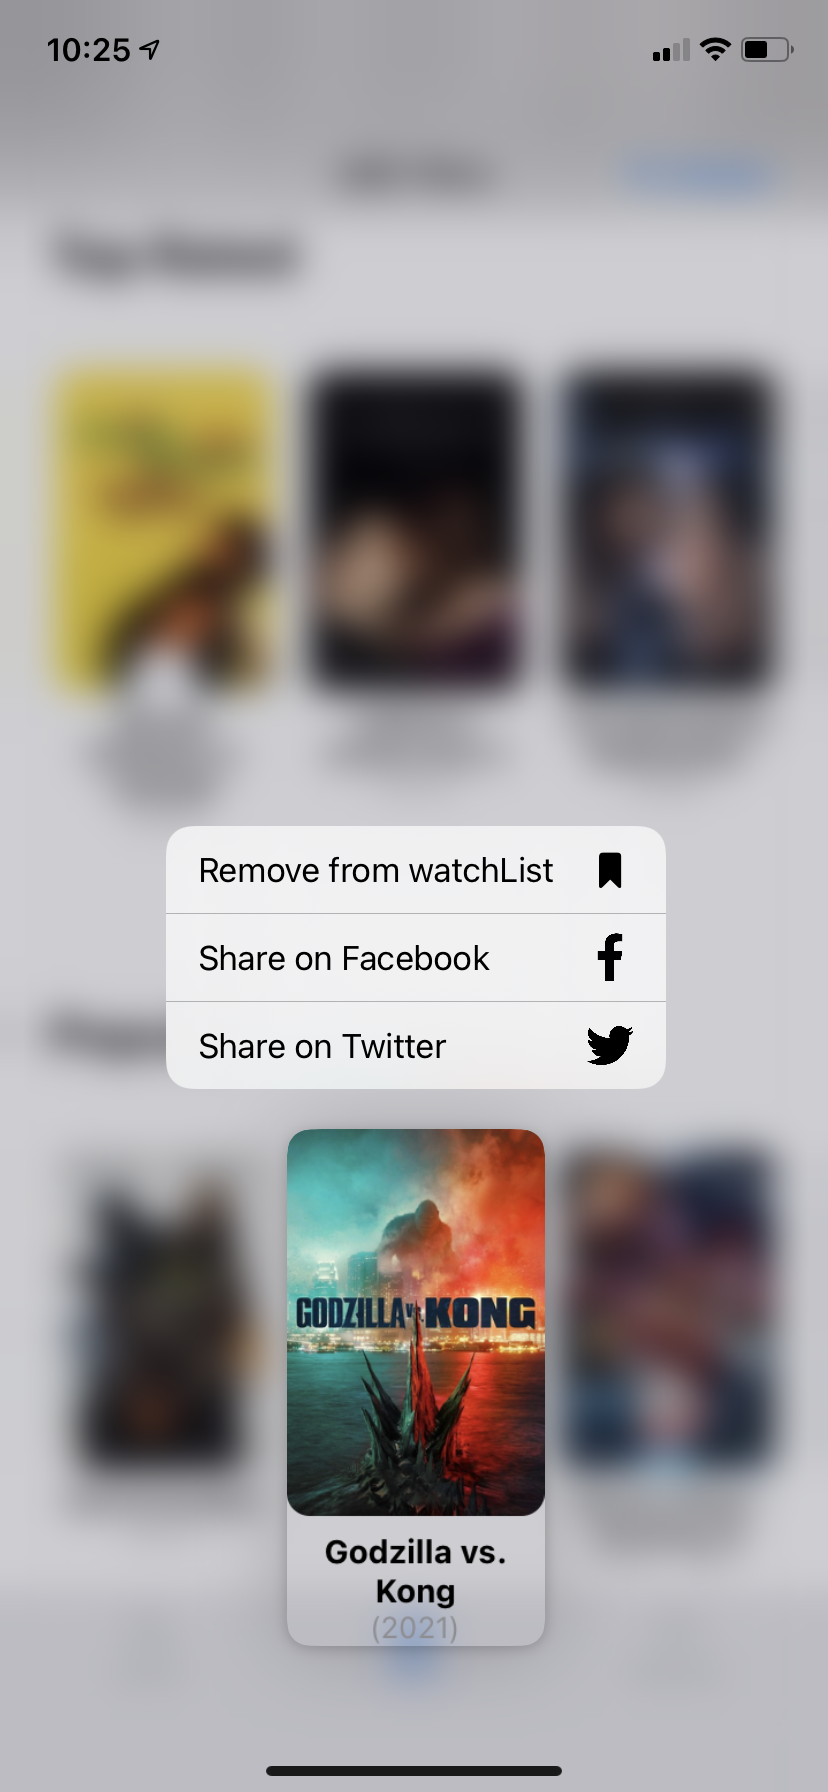 10:25
Remove from watchList
Share on Facebook
Share on Twitter
GODZILLA vs. KONG
Godzilla vs.
Kong
(2021)